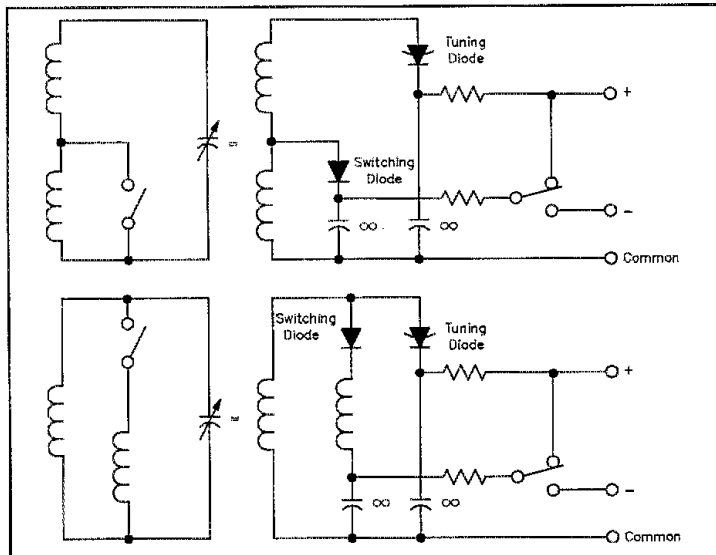 Tuning
Diode
+
=
Switching
Diode
∞
∞
−
Common
Switching
Diode
Tuning
Diode
+
=
∞
∞
−
Common